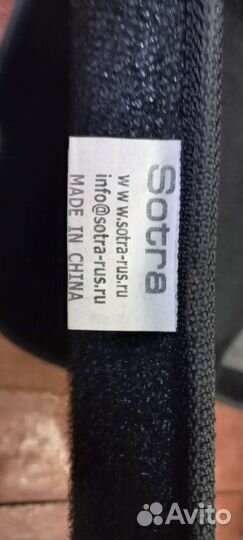 Sotra
www.sotra-rus.ru
info@sotra-rus.ru
MADE IN CHINA
Avito